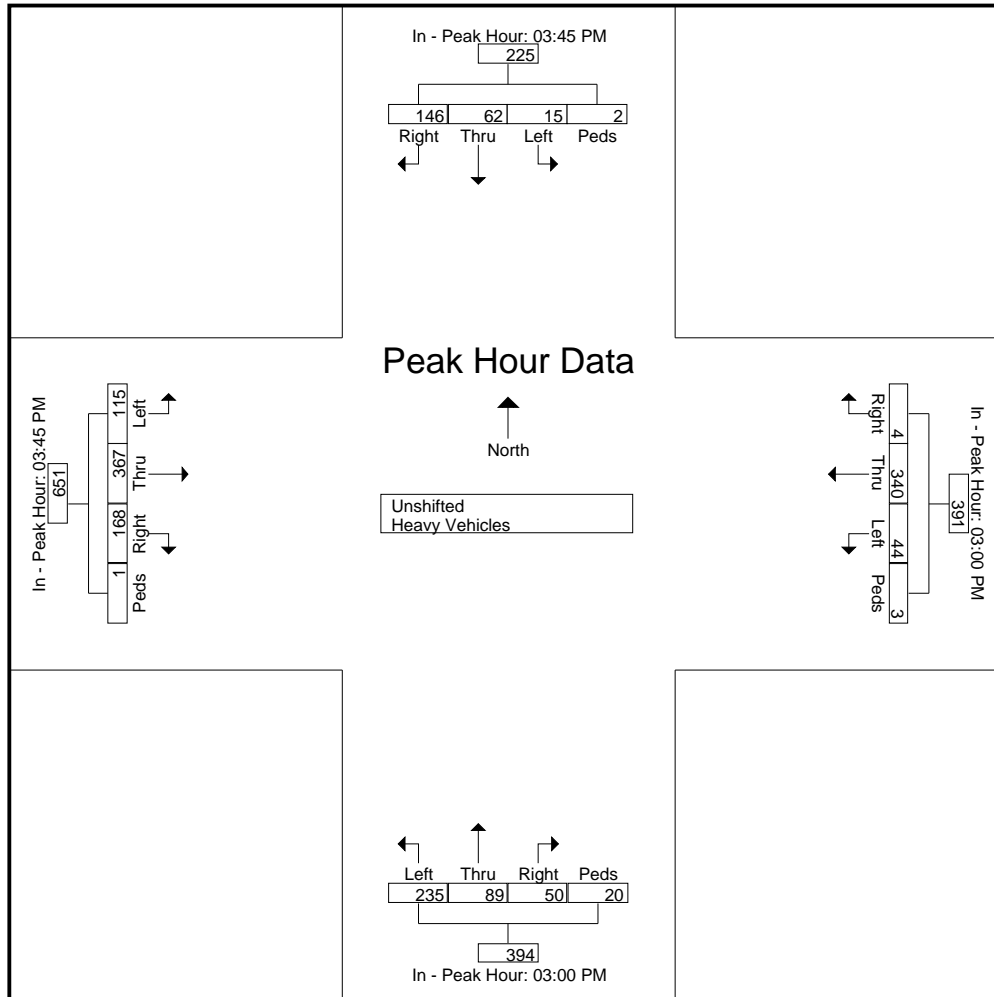 In - Peak Hour: 03:45 PM
225
146 62 15 2
Right Thru Left Peds
Peak Hour Data
North
Unshifted
Heavy Vehicles
In - Peak Hour: 03:45 PM
651
115 367 168 1
Left Thru Right Peds
In - Peak Hour: 03:00 PM
391
4 340 44 3
Right Thru Left Peds
Left Thru Right Peds
235 89 50 20
394
In - Peak Hour: 03:00 PM